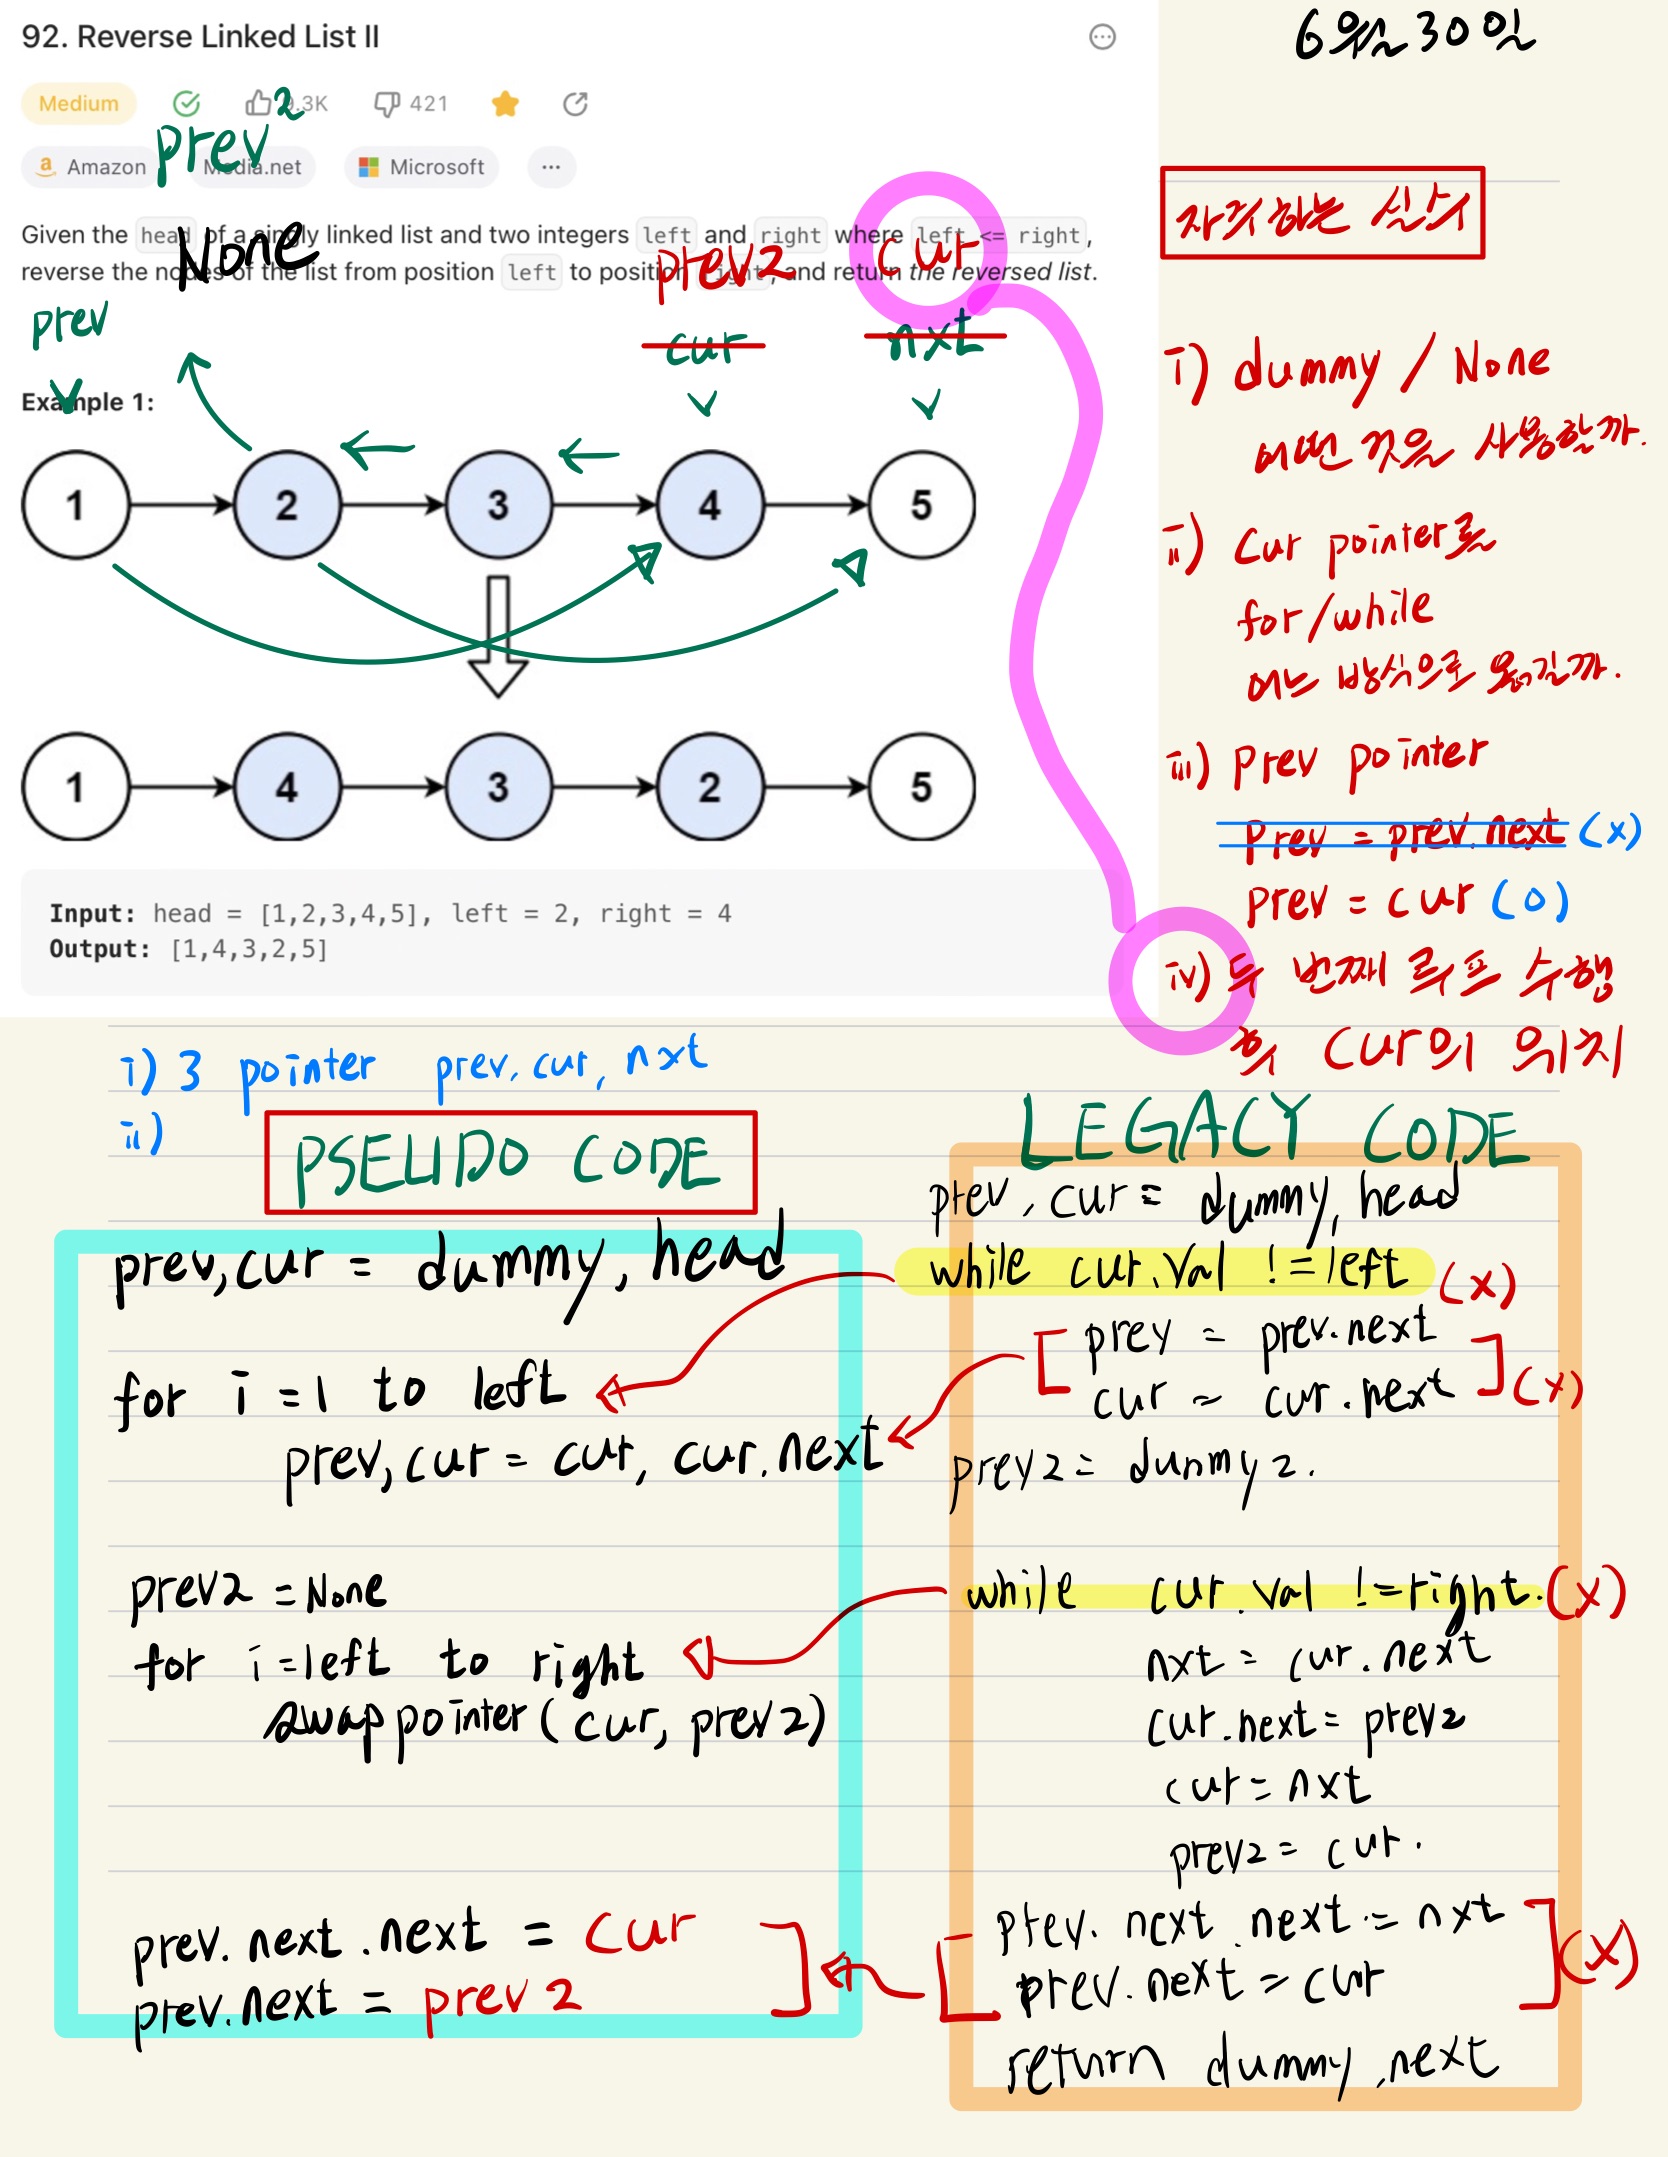 92. Reverse Linked List II
6월 30일
Medium
9.3K
421
prev2
Amazon
Media.net
Microsoft
None
Given the head of a singly linked list and two integers left and right where left <= right,
reverse the nodes of the list from position left to position right, and return the reversed list.
prev2
cur
prev
cur
nxt
Example 1:
1
2
3
4
5
1
4
3
2
5
Input: head = [1,2,3,4,5], left = 2, right = 4
Output: [1,4,3,2,5]
자주하는 실수
i) dummy / None
어떤 것을 사용할까.
ii) Cur pointer를
for/while
어느 방식으로 옮길까.
iii) Prev pointer
Prev = prev.next (x)
prev = cur (o)
iv) 두 번째 루프 수행
후 Cur의 위치
i) 3 pointer prev, cur, nxt
ii)
PSEUDO CODE
prev, cur = dummy, head
for i = 1 to left
prev, cur = cur, cur.next
prev2 = None
for i = left to right
swap pointer (cur, prev2)
prev.next.next = cur
prev.next = prev2
LEGACY CODE
prev, cur = dummy, head
while cur.val != left (x)
prev = prev.next
cur = cur.next (x)
prev2 = dummy2.
while cur.val != right. (x)
nxt = cur.next
cur.next = prev2
cur = nxt
prev2 = cur.
prev.next.next = nxt
prev.next = cur (x)
return dummy.next